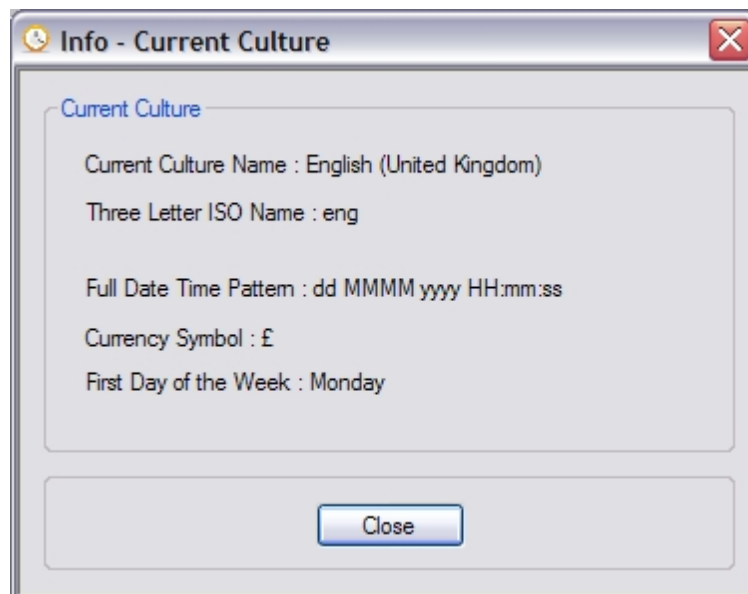 Info - Current Culture
Current Culture
Current Culture Name : English (United Kingdom)
Three Letter ISO Name : eng
Full Date Time Pattern : dd MMMM yyyy HH:mm:ss
Currency Symbol : £
First Day of the Week : Monday
Close